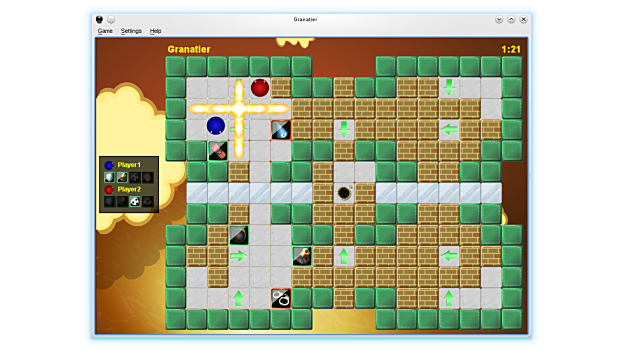 Granatier
Game Settings Help
Granatier 1:21
Player1
Player2